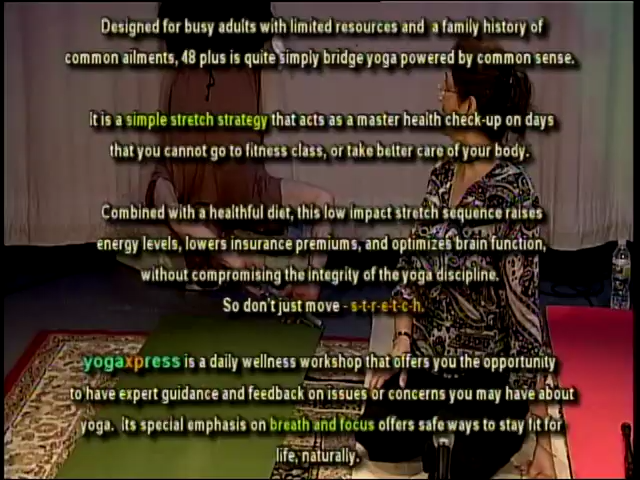 Designed for busy adults with limited resources and a family history of
common ailments, 48 plus is quite simply bridge yoga powered by common sense.
It is a simple stretch strategy that acts as a master health check-up on days
that you cannot go to fitness class, or take better care of your body.
Combined with a healthful diet, this low impact stretch sequence raises
energy levels, lowers insurance premiums, and optimizes brain function,
without compromising the integrity of the yoga discipline.
So don't just move - s-t-r-e-t-c-h.
yogaxpress is a daily wellness workshop that offers you the opportunity
to have expert guidance and feedback on issues or concerns you may have about
yoga. Its special emphasis on breath and focus offers safe ways to stay fit for
life, naturally.